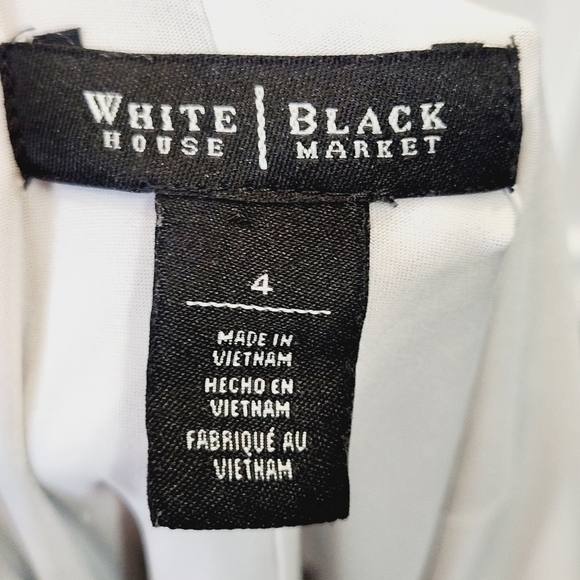 WHITE | BLACK
HOUSE MARKET
4
MADE IN
VIETNAM
HECHO EN
VIETNAM
FABRIQUÉ AU
VIETNAM